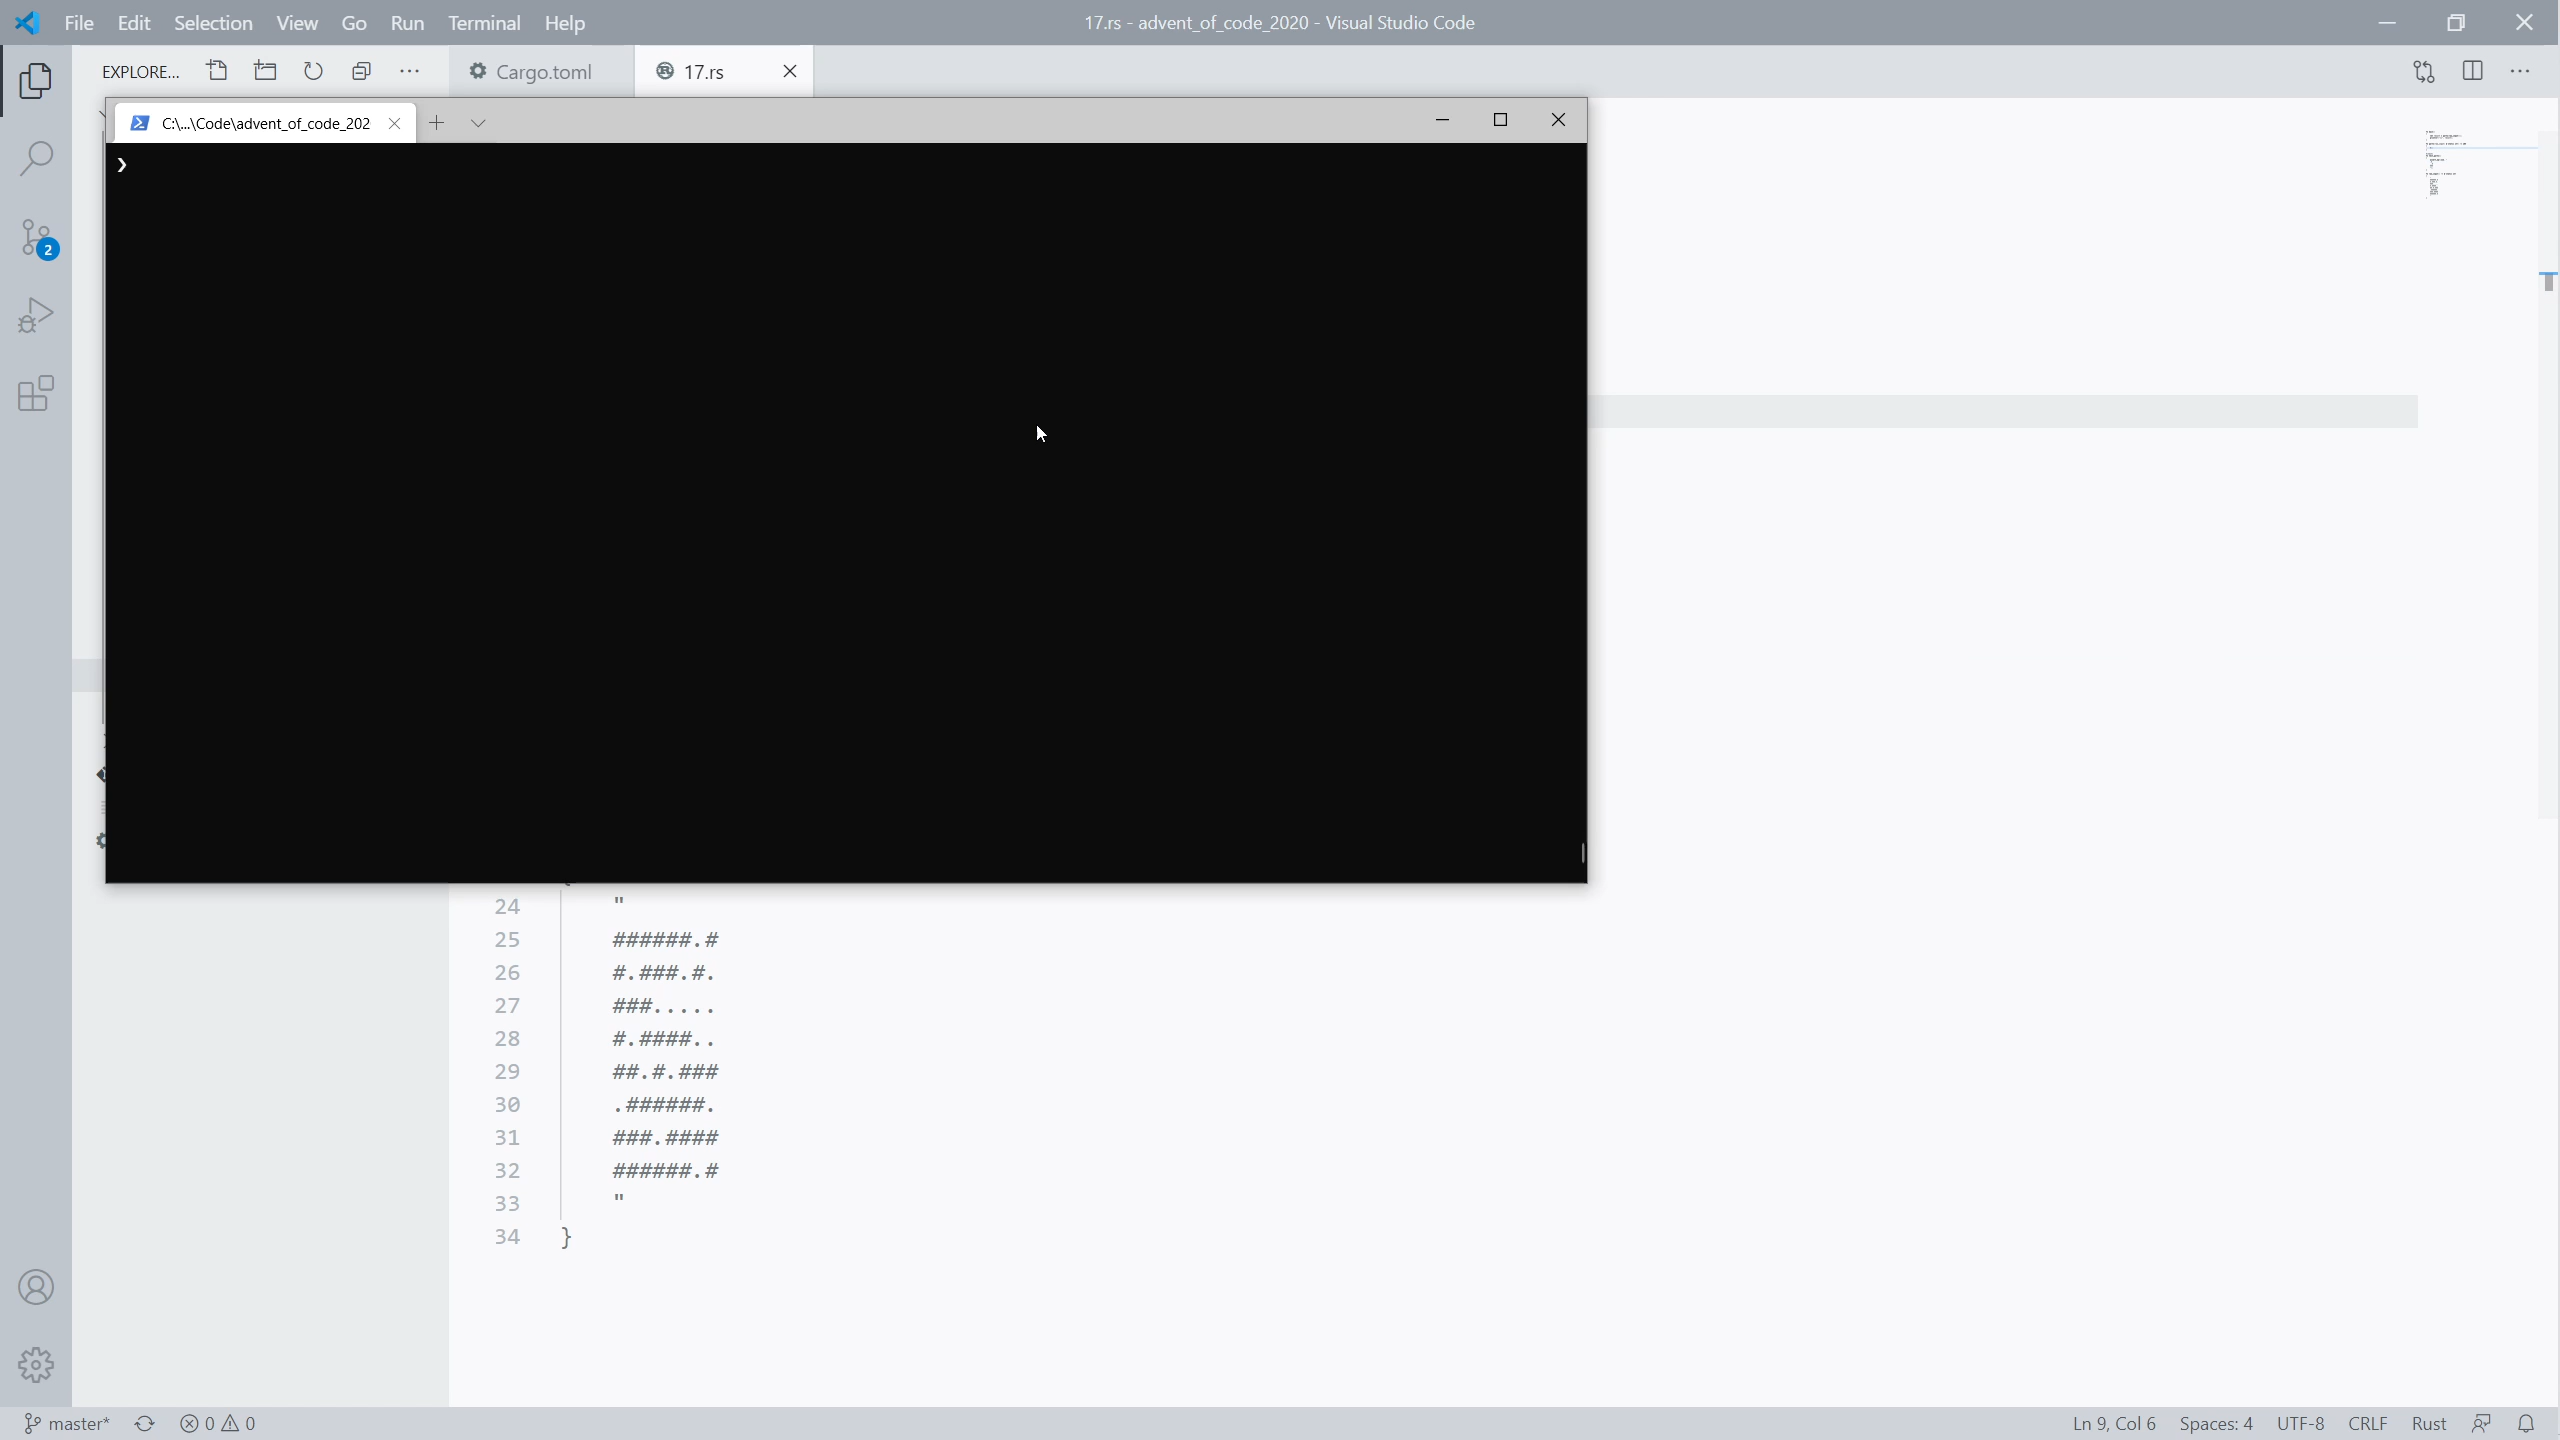 File Edit Selection View Go Run Terminal Help
17.rs - advent_of_code_2020 - Visual Studio Code
EXPLORE...
Cargo.toml
17.rs
C:\...\Code\advent_of_code_202
❯
2
24 "
25 ######.#
26 #.###.#.
27 ###.....
28 #.####..
29 ##.#.###
30 .######.
31 ###.####
32 ######.#
33 "
34 }
master* 0 0
Ln 9, Col 6 Spaces: 4 UTF-8 CRLF Rust